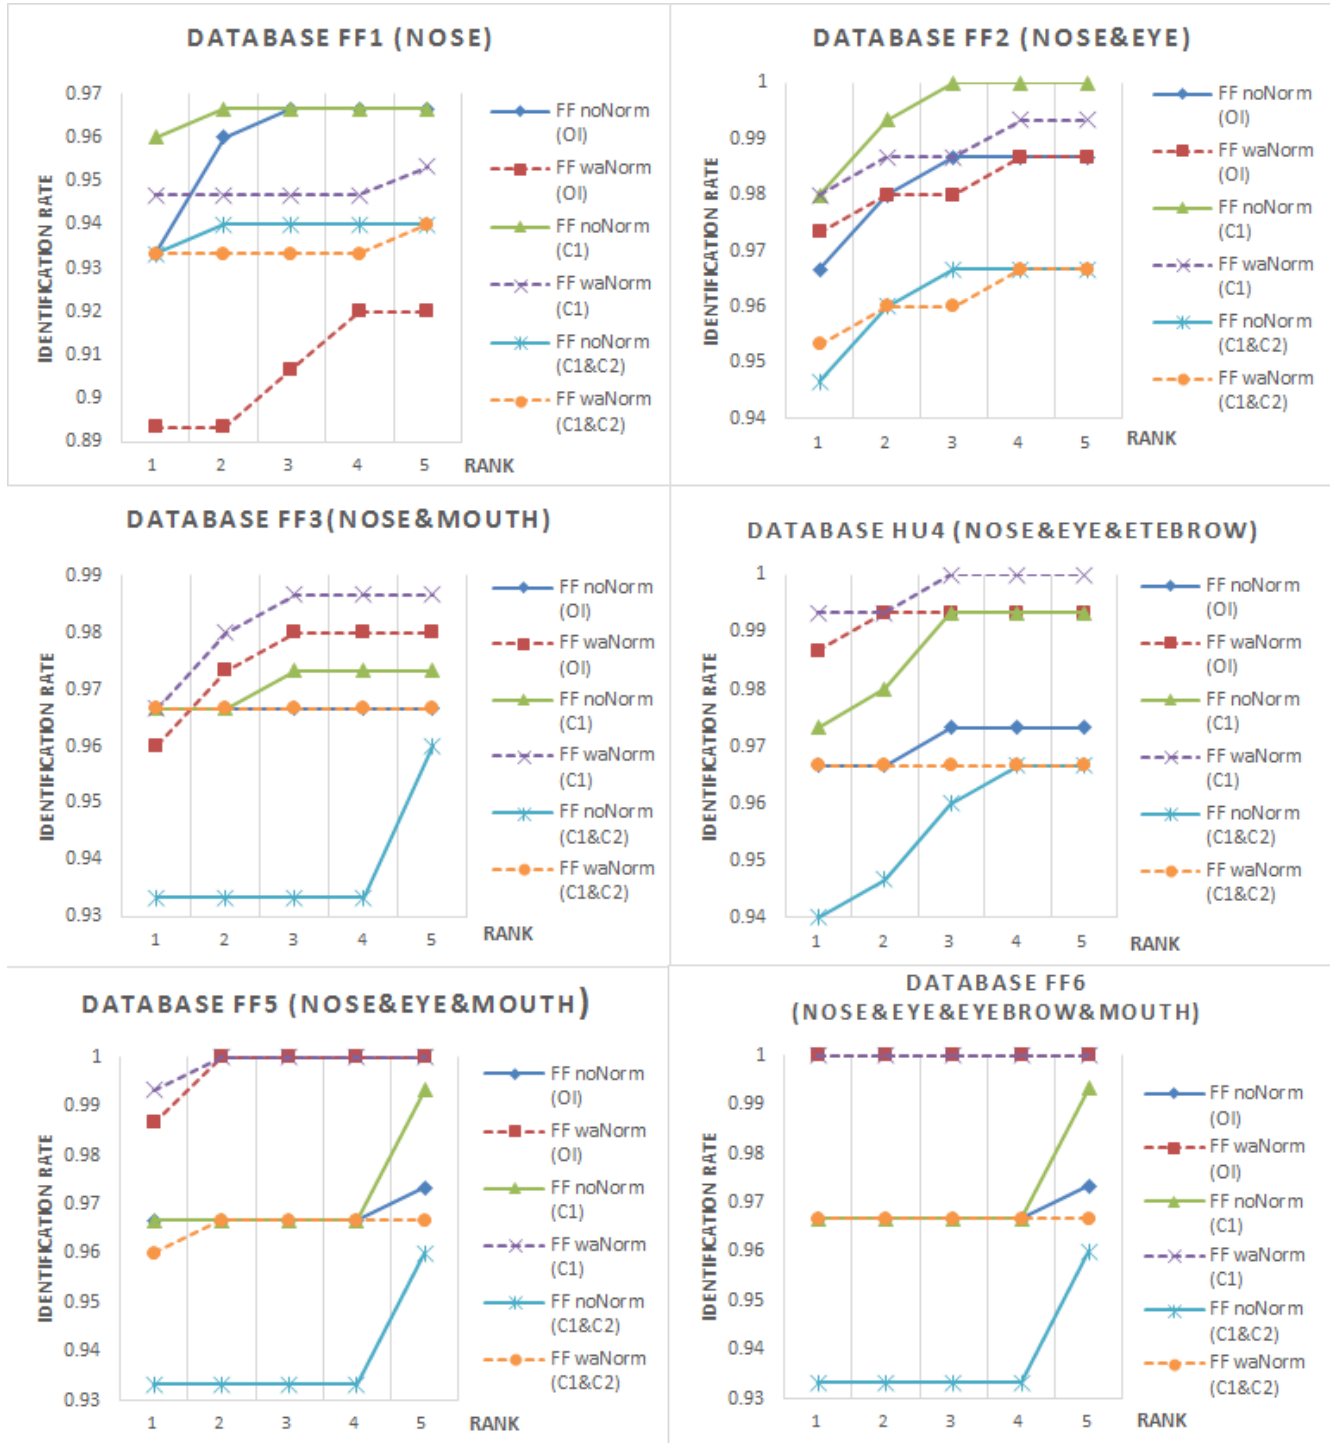 DATABASE FF1 (NOSE)
0.97
0.96
0.95
0.94
0.93
0.92
0.91
0.9
0.89
IDENTIFICATION RATE
1 2 3 4 5
RANK
FF noNorm
(OI)
FF waNorm
(OI)
FF noNorm
(C1)
FF waNorm
(C1)
FF noNorm
(C1&C2)
FF waNorm
(C1&C2)
DATABASE FF2 (NOSE&EYE)
1
0.99
0.98
0.97
0.96
0.95
0.94
IDENTIFICATION RATE
1 2 3 4 5
RANK
FF noNorm
(OI)
FF waNorm
(OI)
FF noNorm
(C1)
FF waNorm
(C1)
FF noNorm
(C1&C2)
FF waNorm
(C1&C2)
DATABASE FF3(NOSE&MOUTH)
0.99
0.98
0.97
0.96
0.95
0.94
0.93
IDENTIFICATION RATE
1 2 3 4 5
RANK
FF noNorm
(OI)
FF waNorm
(OI)
FF noNorm
(C1)
FF waNorm
(C1)
FF noNorm
(C1&C2)
FF waNorm
(C1&C2)
DATABASE HU4 (NOSE&EYE&ETEBROW)
1
0.99
0.98
0.97
0.96
0.95
0.94
IDENTIFICATION RATE
1 2 3 4 5
RANK
FF noNorm
(OI)
FF waNorm
(OI)
FF noNorm
(C1)
FF waNorm
(C1)
FF noNorm
(C1&C2)
FF waNorm
(C1&C2)
DATABASE FF5 (NOSE&EYE&MOUTH)
1
0.99
0.98
0.97
0.96
0.95
0.94
0.93
IDENTIFICATION RATE
1 2 3 4 5
RANK
FF noNorm
(OI)
FF waNorm
(OI)
FF noNorm
(C1)
FF waNorm
(C1)
FF noNorm
(C1&C2)
FF waNorm
(C1&C2)
DATABASE FF6
(NOSE&EYE&EYEBROW&MOUTH)
1
0.99
0.98
0.97
0.96
0.95
0.94
0.93
IDENTIFICATION RATE
1 2 3 4 5
RANK
FF noNorm
(OI)
FF waNorm
(OI)
FF noNorm
(C1)
FF waNorm
(C1)
FF noNorm
(C1&C2)
FF waNorm
(C1&C2)